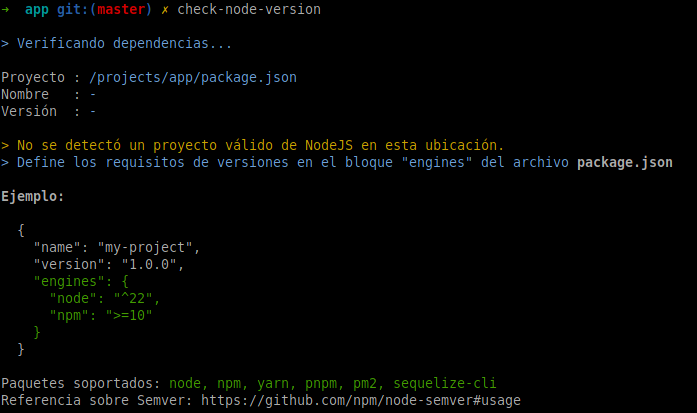 → app git:(master) ✗ check-node-version
> Verificando dependencias...
Proyecto : /projects/app/package.json
Nombre   : -
Versión  : -
> No se detectó un proyecto válido de NodeJS en esta ubicación.
> Define los requisitos de versiones en el bloque "engines" del archivo package.json
Ejemplo:
  {
    "name": "my-project",
    "version": "1.0.0",
    "engines": {
      "node": "^22",
      "npm": ">=10"
    }
  }
Paquetes soportados: node, npm, yarn, pnpm, pm2, sequelize-cli
Referencia sobre Semver: https://github.com/npm/node-semver#usage